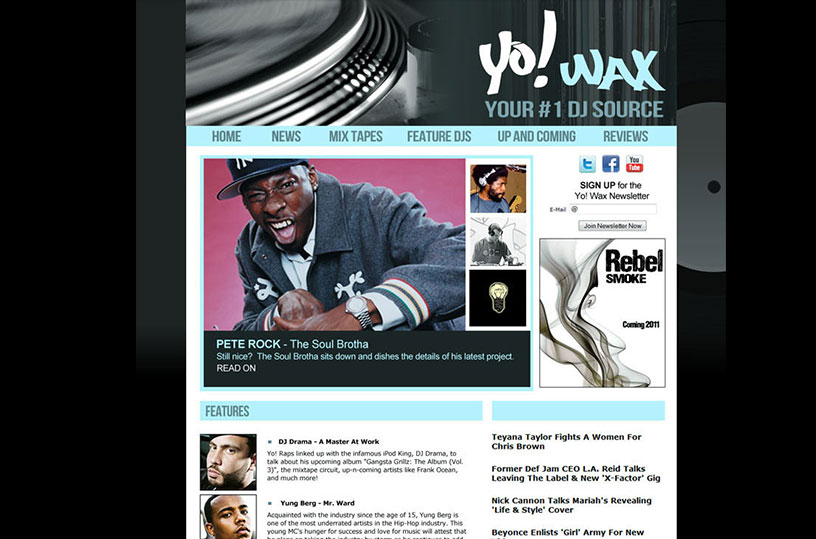 Yo! WAX
YOUR #1 DJ SOURCE
HOME NEWS MIX TAPES FEATURE DJS UP AND COMING REVIEWS
You
Tube
SIGN UP for the
Yo! Wax Newsletter
E-Mail @
Join Newsletter Now
Rebel
SMOKE
Coming 2011
PETE ROCK - The Soul Brotha
Still nice? The Soul Brotha sits down and dishes the details of his latest project.
READ ON
FEATURES
DJ Drama - A Master At Work
Yo! Raps linked up with the infamous iPod King, DJ Drama, to
talk about his upcoming album "Gangsta Grillz: The Album (Vol.
3)", the mixtape circuit, up-n-coming artists like Frank Ocean,
and much more!
Yung Berg - Mr. Ward
Acquainted with the industry since the age of 15, Yung Berg is
one of the most underrated artists in the Hip-Hop industry. This
young MC's hunger for success and love for music will attest that
Teyana Taylor Fights A Women For
Chris Brown
Former Def Jam CEO L.A. Reid Talks
Leaving The Label & New 'X-Factor' Gig
Nick Cannon Talks Mariah's Revealing
'Life & Style' Cover
Beyonce Enlists 'Girl' Army For New